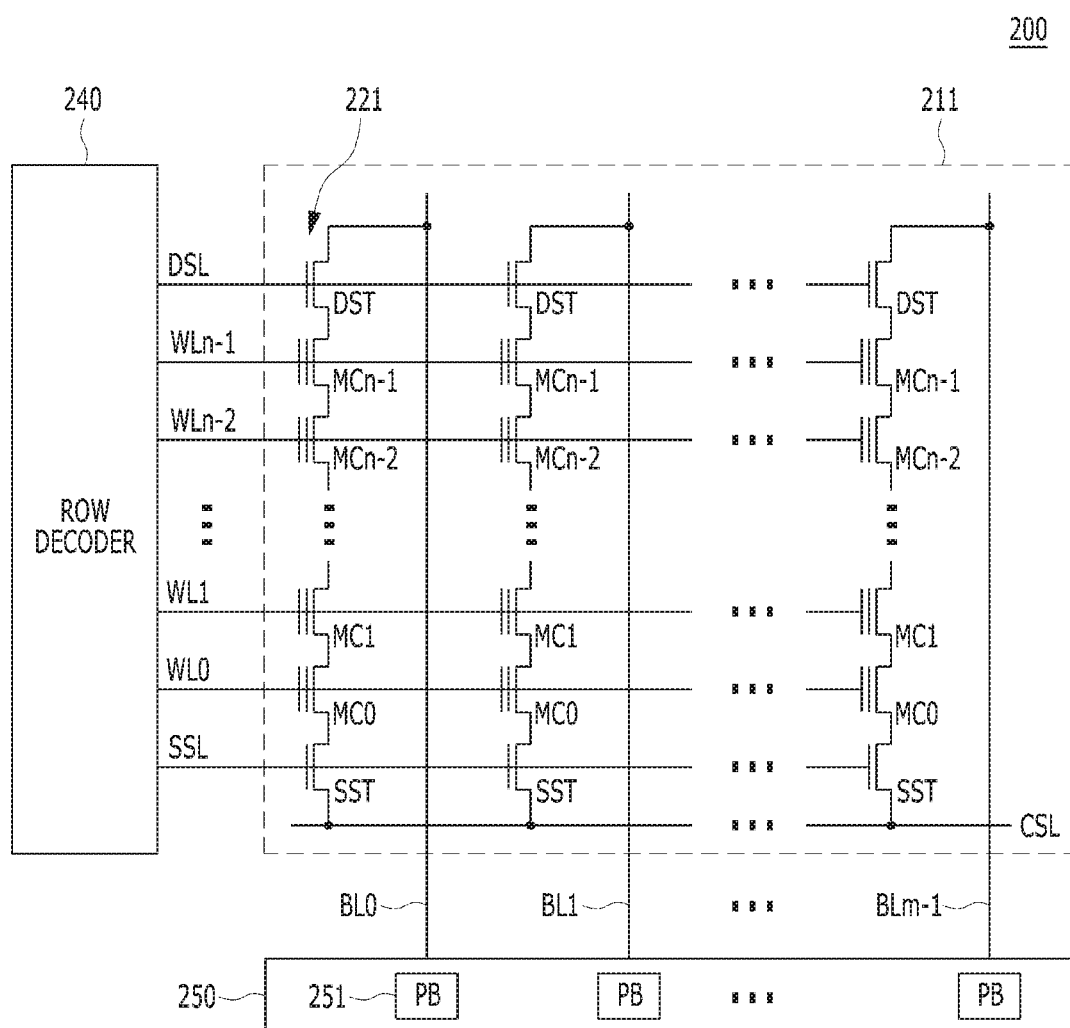 200
240
221
211
DSL
DST
DST
DST
WLn-1
MCn-1
MCn-1
MCn-1
WLn-2
MCn-2
MCn-2
MCn-2
ROW
DECODER
WL1
MC1
MC1
MC1
WL0
MC0
MC0
MC0
SSL
SST
SST
SST
CSL
BL0
BL1
BLm-1
250
251
PB
PB
PB